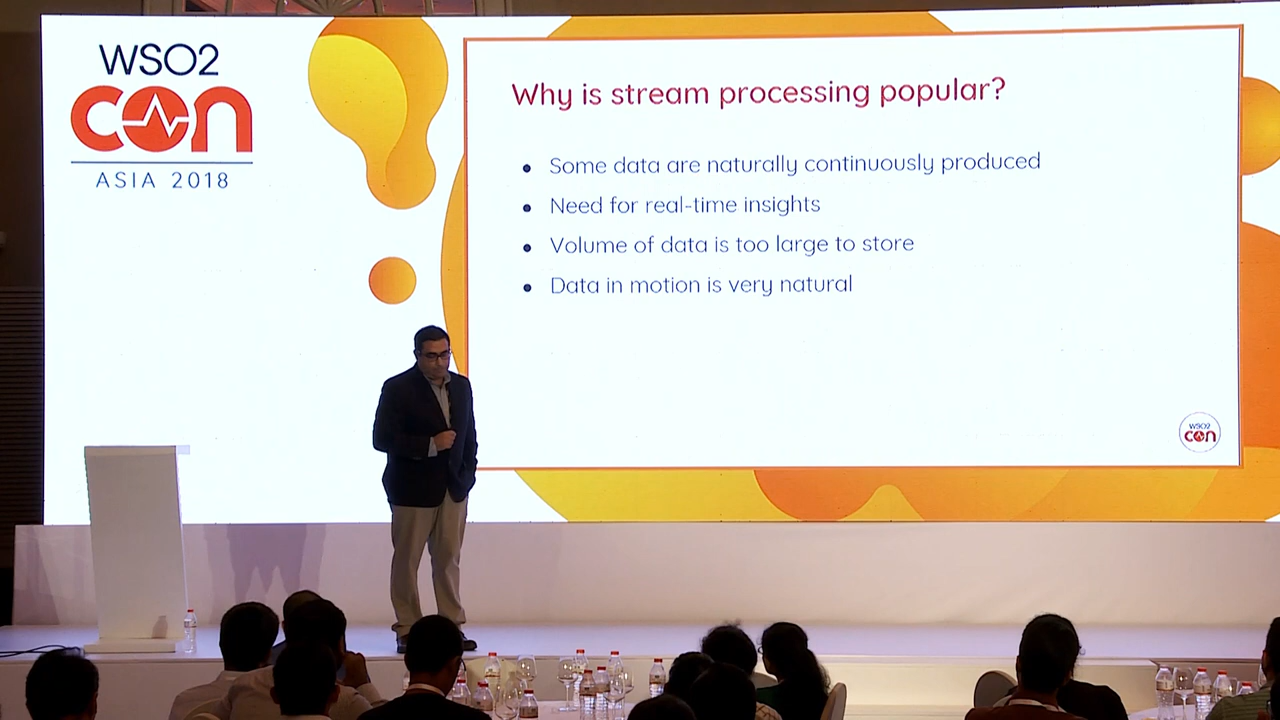 WSO2
con
ASIA 2018
Why is stream processing popular?
Some data are naturally continuously produced
Need for real-time insights
Volume of data is too large to store
Data in motion is very natural
WSO2
con